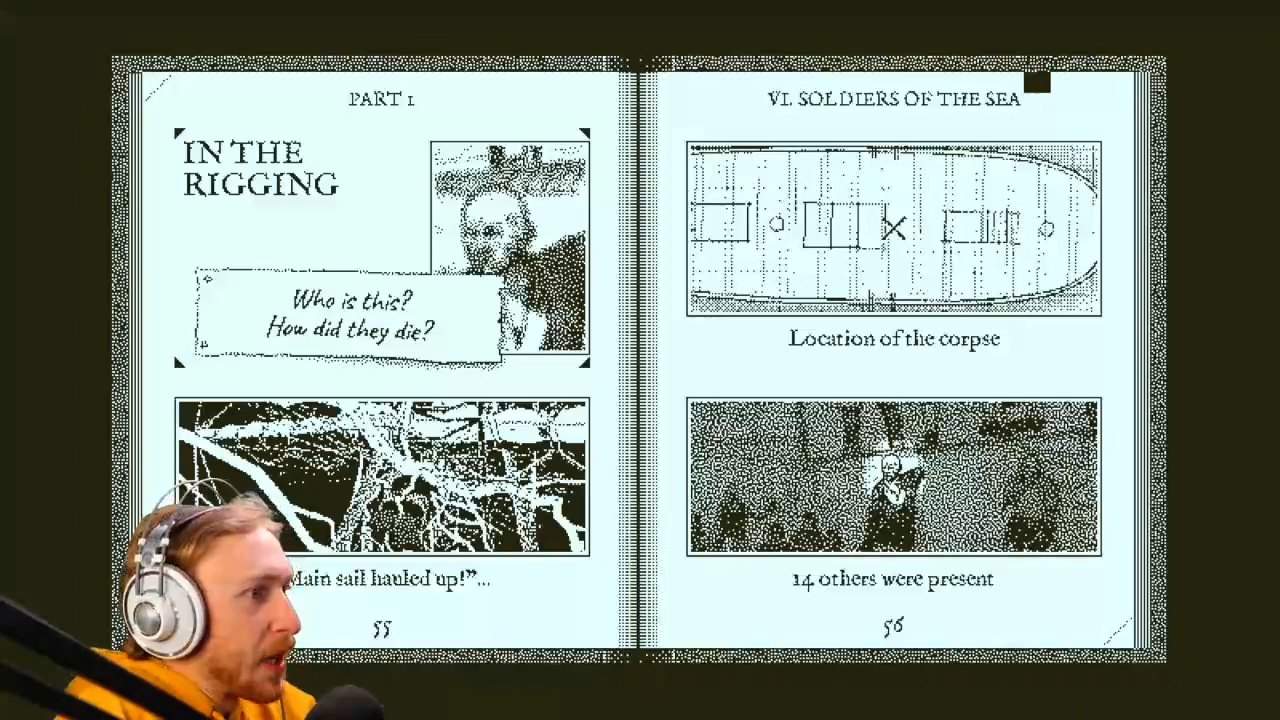 PART 1
IN THE
RIGGING
Who is this?
How did they die?
Main sail hauled up!”...
55
VI. SOLDIERS OF THE SEA
Location of the corpse
14 others were present
56